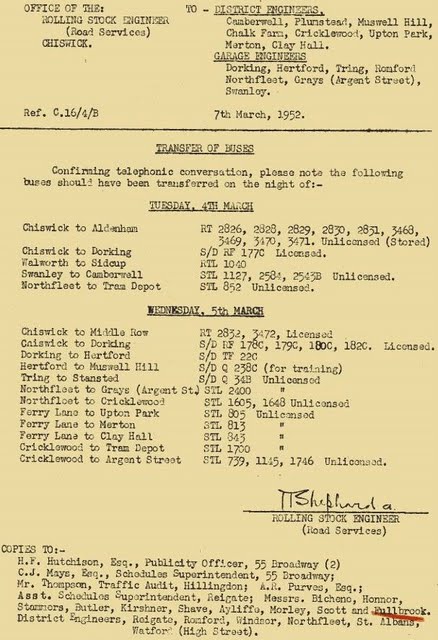 OFFICE OF THE:
ROLLING STOCK ENGINEER
(Road Services)
CHISWICK.
TO - DISTRICT ENGINEERS.
Camberwell, Plumstead, Muswell Hill,
Chalk Farm, Cricklewood, Upton Park,
Merton, Clay Hall.
GARAGE ENGINEERS
Dorking, Hertford, Tring, Romford
Northfleet, Grays (Argent Street),
Swanley.
Ref. C.16/4/B
7th March, 1952.
TRANSFER OF BUSES
Confirming telephonic conversation, please note the following
buses should have been transferred on the night of:-
TUESDAY, 4TH MARCH
Chiswick to Aldenham RT 2826, 2828, 2829, 2830, 2831, 3468,
3469, 3470, 3471. Unlicensed (Stored)
Chiswick to Dorking S/D RF 177C Licensed.
Walworth to Sidcup RTL 1040
Swanley to Camberwell STL 1127, 2584, 2543B Unlicensed.
Northfleet to Tram Depot STL 852 Unlicensed.
WEDNESDAY, 5th MARCH
Chiswick to Middle Row RT 2832, 3472, Licensed
Chiswick to Dorking S/D RF 178C, 179C, 180C, 182C. Licensed.
Dorking to Hertford S/D TF 22C
Hertford to Muswell Hill S/D Q 238C (for training)
Tring to Stansted S/D Q 34B Unlicensed
Northfleet to Grays (Argent St.) STL 2400 "
Northfleet to Cricklewood STL 1605, 1648 Unlicensed
Ferry Lane to Upton Park STL 805 Unlicensed
Ferry Lane to Merton STL 813 "
Ferry Lane to Clay Hall STL 843 "
Cricklewood to Tram Depot STL 1700 "
Cricklewood to Argent Street STL 739, 1145, 1746 Unlicensed.
ROLLING STOCK ENGINEER
(Road Services)
COPIES TO:-
H.F. Hutchison, Esq., Publicity Officer, 55 Broadway (2)
C.J. Mays, Esq., Schedules Superintendent, 55 Broadway;
Mr. Thompson, Traffic Audit, Hillingdon; A.R. Purves, Esq.;
Asst. Schedules Superintendent, Reigate; Messrs. Bicheno, Honnor,
Stammers, Butler, Kirshner, Shave, Ayliffe, Morley, Scott and Fullbrook.
District Engineers, Reigate, Romford, Windsor, Northfleet, St. Albans,
Watford (High Street).